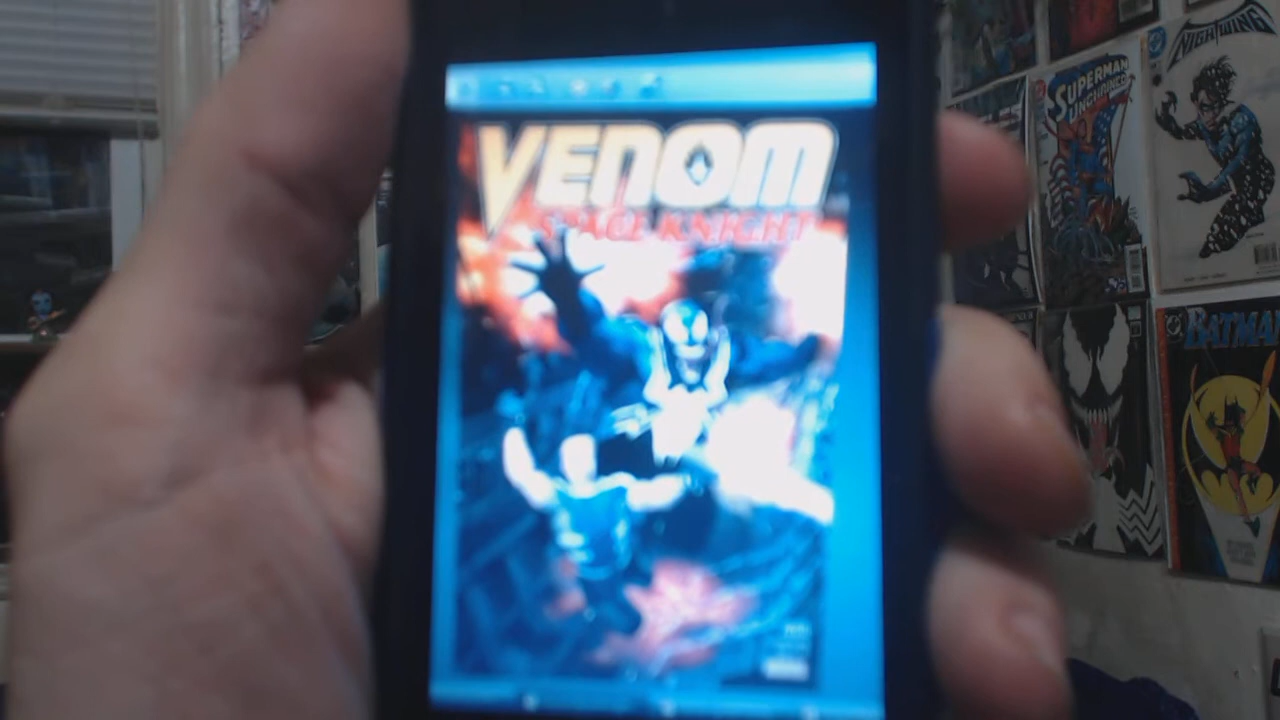 VENOM
SPACE KNIGHT
SUPERMAN
UNCHAINED
NIGHTWING
BATMAN